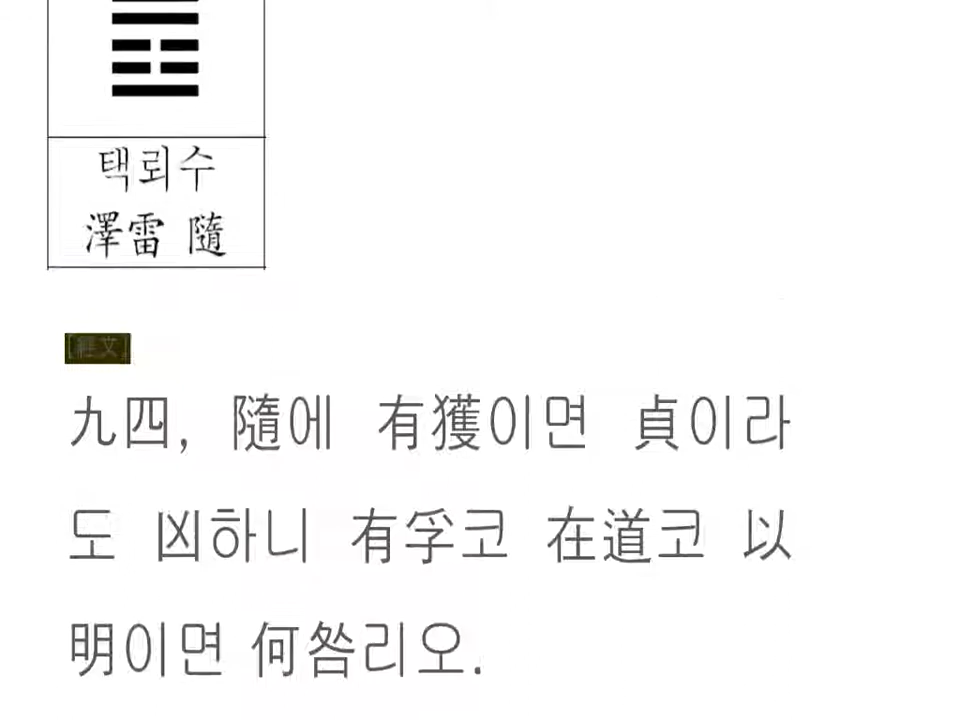 택뢰수
澤雷 隨
[經文]
九四, 隨에 有獲이면 貞이라
도 凶하니 有孚코 在道코 以
明이면 何咎리오.